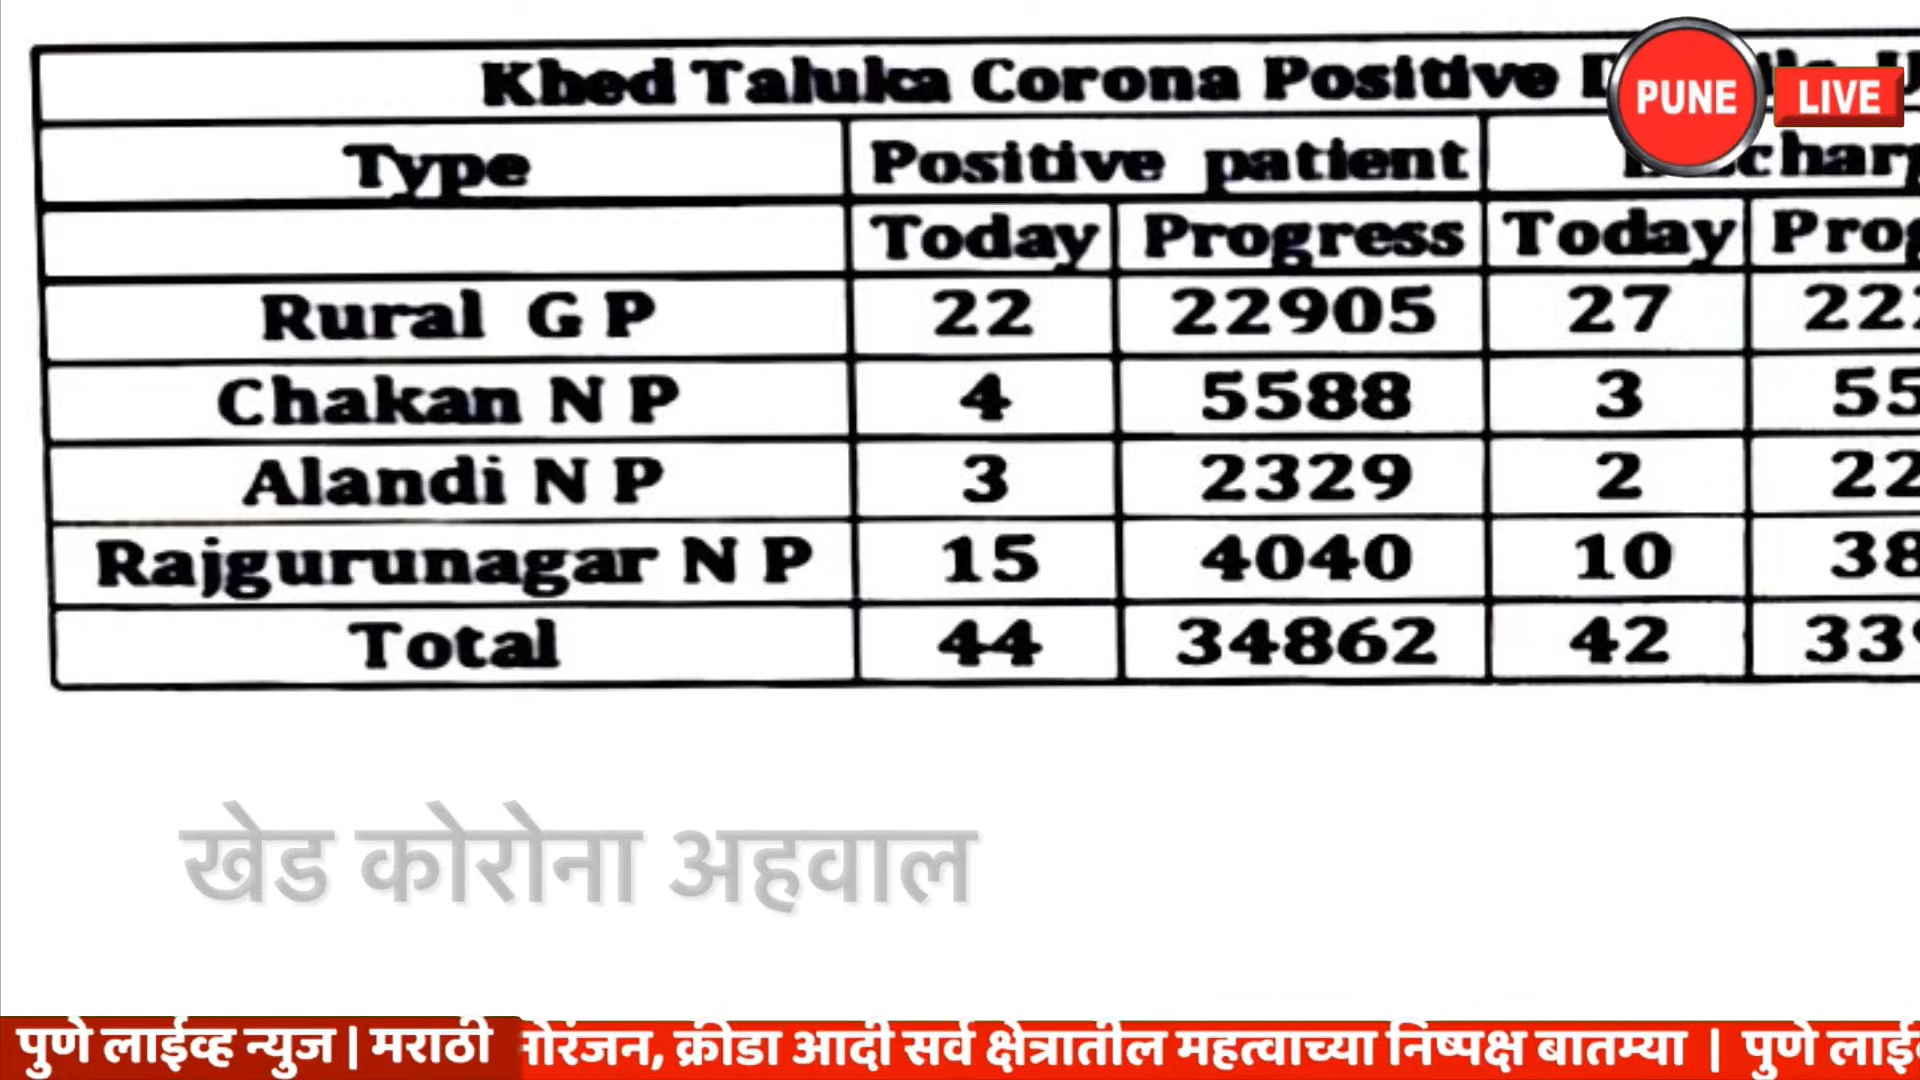 Khed Taluka Corona Positive
PUNE LIVE
Type Positive patient
Today Progress Today
Rural G P 22 22905 27
Chakan N P 4 5588 3
Alandi N P 3 2329 2
Rajgurunagar N P 15 4040 10
Total 44 34862 42
खेड कोरोना अहवाल
पुणे लाईव्ह न्युज | मराठी
क्रीडा आदी सर्व क्षेत्रातील महत्वाच्या निष्पक्ष बातम्या | पुणे